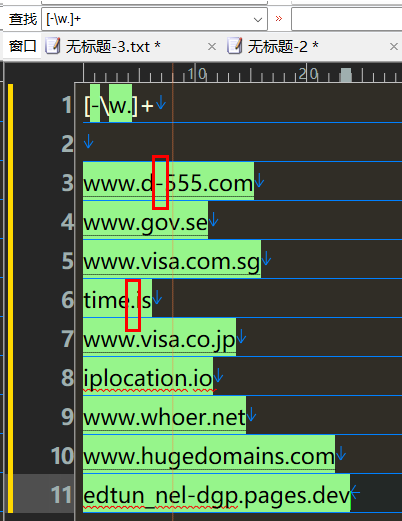 查找 [-\w.]+ »
窗口 无标题-3.txt * × 无标题-2 * ×
10 20
1 [-\w.]+↓
2 ↓
3 www.d-555.com↓
4 www.gov.se↓
5 www.visa.com.sg↓
6 time.is↓
7 www.visa.co.jp↓
8 iplocation.io↓
9 www.whoer.net↓
10 www.hugedomains.com↓
11 edtun_nel-dgp.pages.dev←